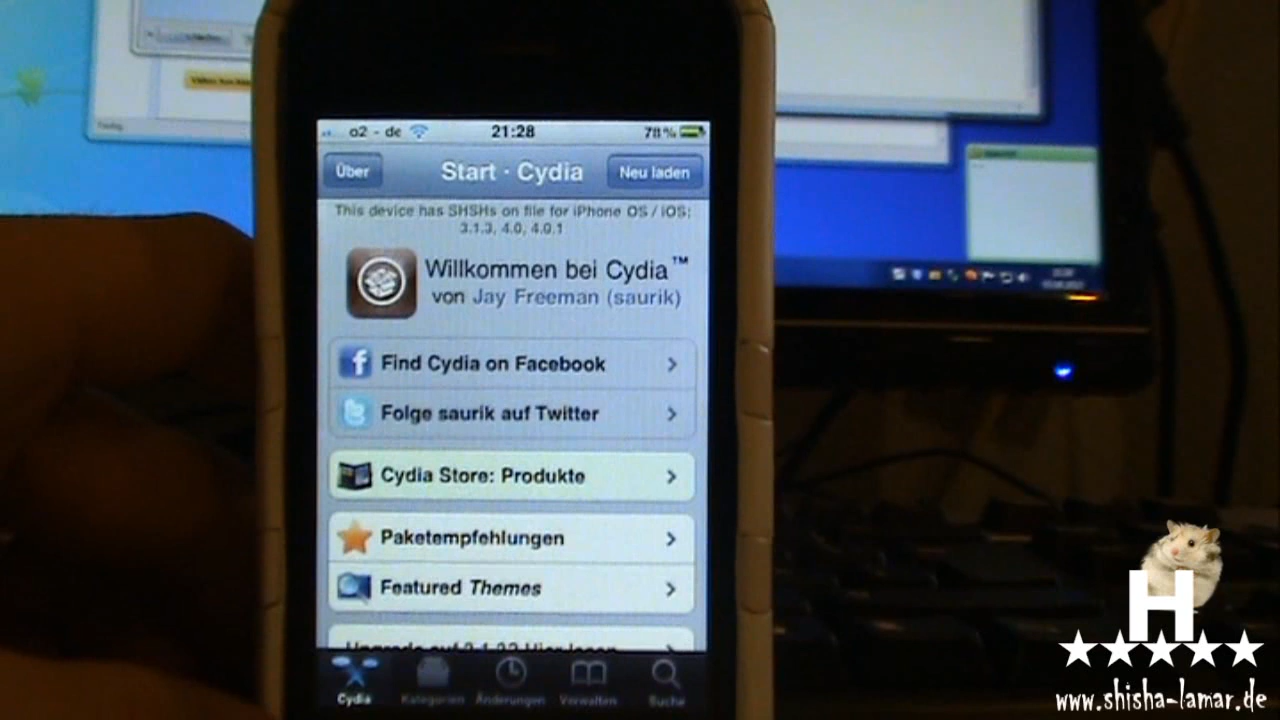 o2 - de 21:28 78%
Über Start · Cydia Neu laden
This device has SHSHs on file for iPhone OS / iOS:
3.1.3, 4.0, 4.0.1
Willkommen bei Cydia™
von Jay Freeman (saurik)
Find Cydia on Facebook
Folge saurik auf Twitter
Cydia Store: Produkte
Paketempfehlungen
Featured Themes
Cydia Kategorien Änderungen Verwalten Suche
H
www.shisha-lamar.de